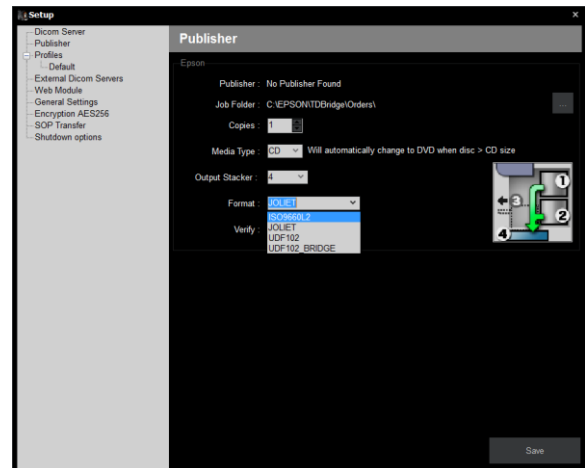 Setup
x
Dicom Server
Publisher
Profiles
Default
External Dicom Servers
Web Module
General Settings
Encryption AES256
SOP Transfer
Shutdown options
Publisher
Epson
Publisher : No Publisher Found
Job Folder : C:\EPSON\TDBridge\Orders\ ...
Copies : 1
Media Type : CD Will automatically change to DVD when disc > CD size
Output Stacker : 4
Format : JOLIET
ISO9660L2
JOLIET
UDF102
UDF102_BRIDGE
Verify :
1
3
2
4
Save